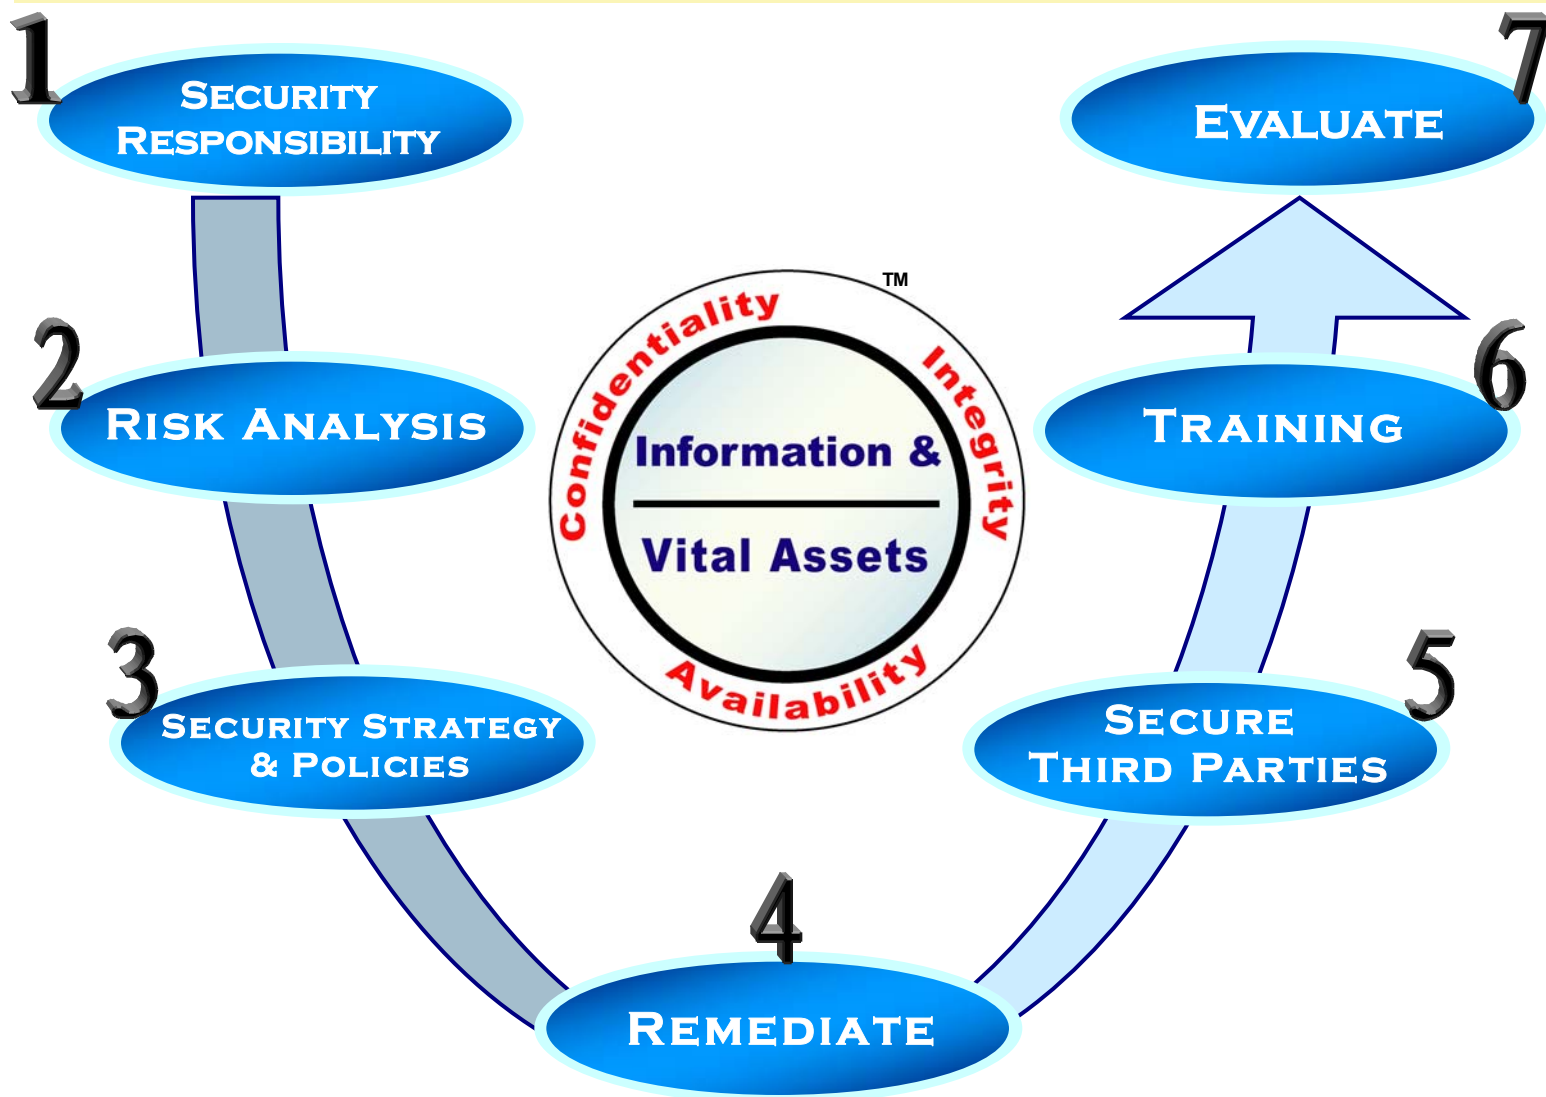 1
SECURITY
RESPONSIBILITY
2
RISK ANALYSIS
3
SECURITY STRATEGY
& POLICIES
4
REMEDIATE
5
SECURE
THIRD PARTIES
6
TRAINING
7
EVALUATE
TM
Confidentiality
Integrity
Availability
Information &
Vital Assets